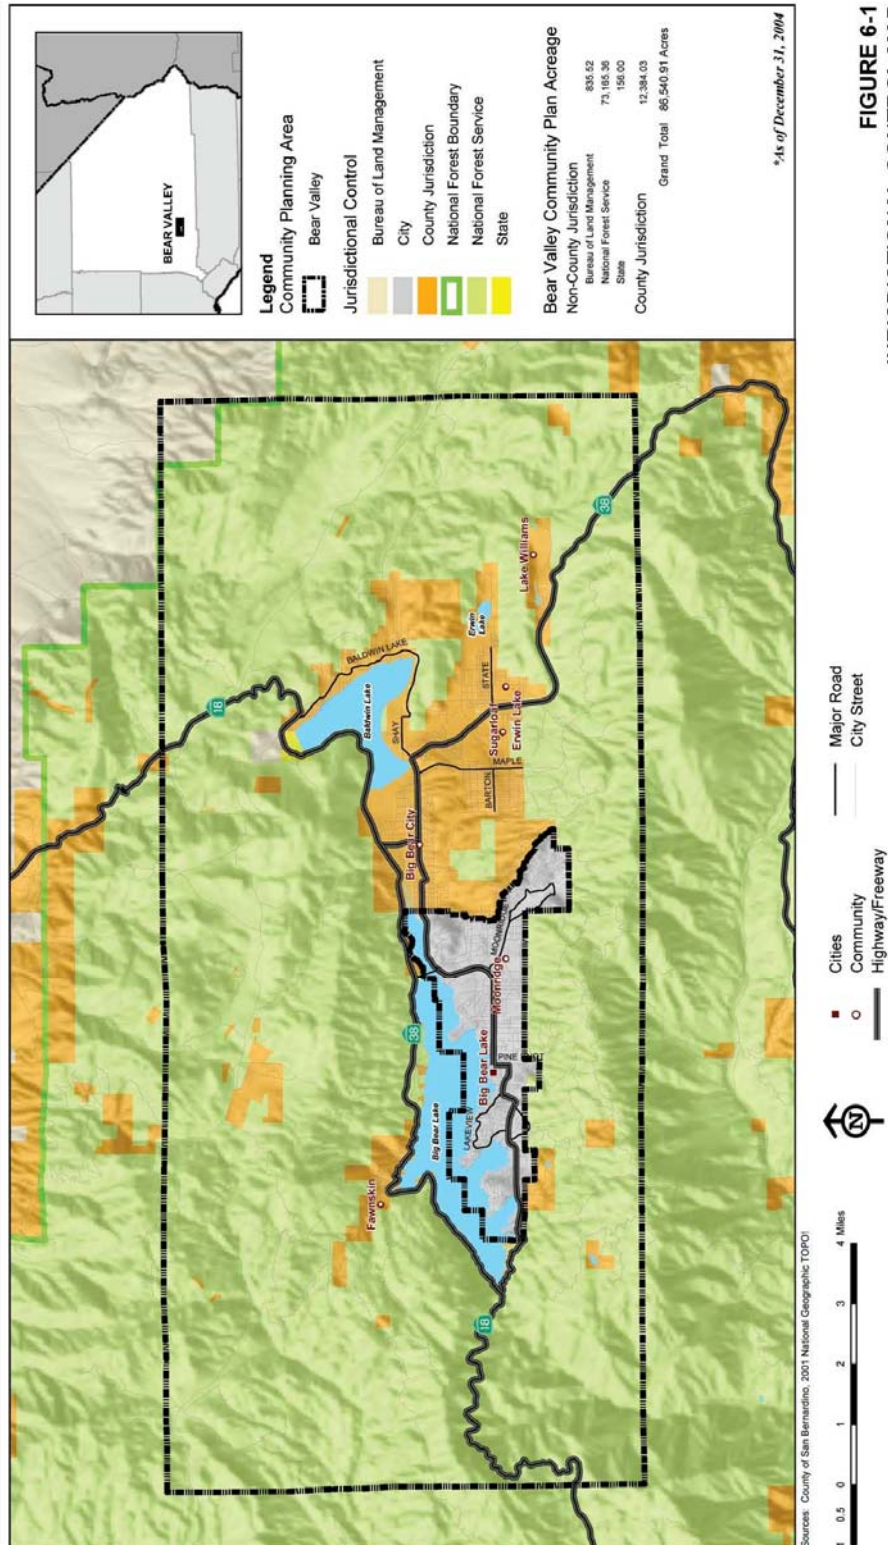 BEAR VALLEY
Legend
Community Planning Area
Bear Valley
Jurisdictional Control
Bureau of Land Management
City
County Jurisdiction
National Forest Boundary
National Forest Service
State
Bear Valley Community Plan Acreage
Non-County Jurisdiction
Bureau of Land Management 835.52
National Forest Service 73,165.36
State 156.00
County Jurisdiction 12,384.03
Grand Total 86,540.91 Acres
*As of December 31, 2004
18
BALDWIN LAKE
Baldwin Lake
SHAY
Big Bear City
Erwin Lake
Lake Williams
STATE
Sugarloaf
Erwin Lake
MAPLE
BARTON
38
MOONRIDGE
Moonridge
38
Big Bear Lake
Big Bear Lake
LAKEVIEW
Fawnskin
18
Sources: County of San Bernardino, 2001 National Geographic TOPO!
0.5 0 1 2 3 4 Miles
N
Cities
Community
Highway/Freeway
Major Road
City Street
FIGURE 6-1